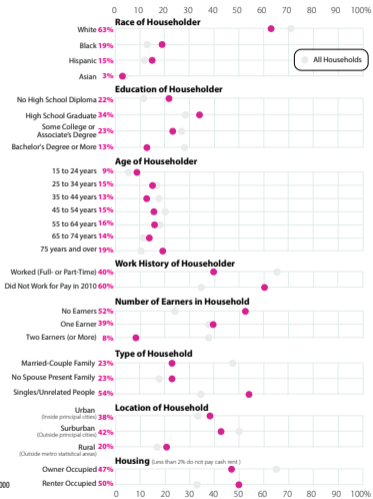 0 10 20 30 40 50 60 70 80 90 100%
Race of Householder
White 63%
Black 19%
Hispanic 15%
Asian 3%
All Households
Education of Householder
No High School Diploma 22%
High School Graduate 34%
Some College or
Associate's Degree 23%
Bachelor's Degree or More 13%
Age of Householder
15 to 24 years 9%
25 to 34 years 15%
35 to 44 years 13%
45 to 54 years 15%
55 to 64 years 16%
65 to 74 years 14%
75 years and over 19%
Work History of Householder
Worked (Full- or Part-Time) 40%
Did Not Work for Pay in 2010 60%
Number of Earners in Household
No Earners 52%
One Earner 39%
Two Earners (or More) 8%
Type of Household
Married-Couple Family 23%
No Spouse Present Family 23%
Singles/Unrelated People 54%
Location of Household
Urban
(Inside principal cities) 38%
Surburban
(Outside principal cities) 42%
Rural 20%
(Outside metro statistical areas)
Housing (Less than 2% do not pay cash rent)
Owner Occupied 47%
Renter Occupied 50%
000
0 10 20 30 40 50 60 70 80 90 100%